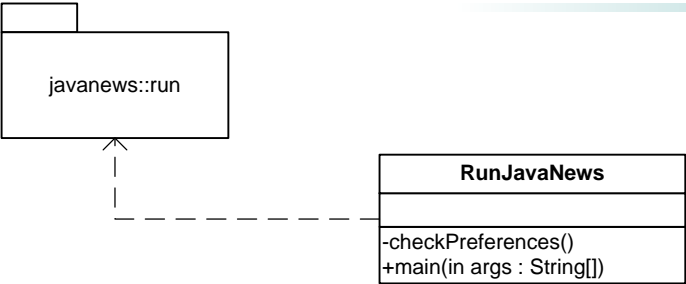 javanews::run
RunJavaNews
-checkPreferences()
+main(in args : String[])